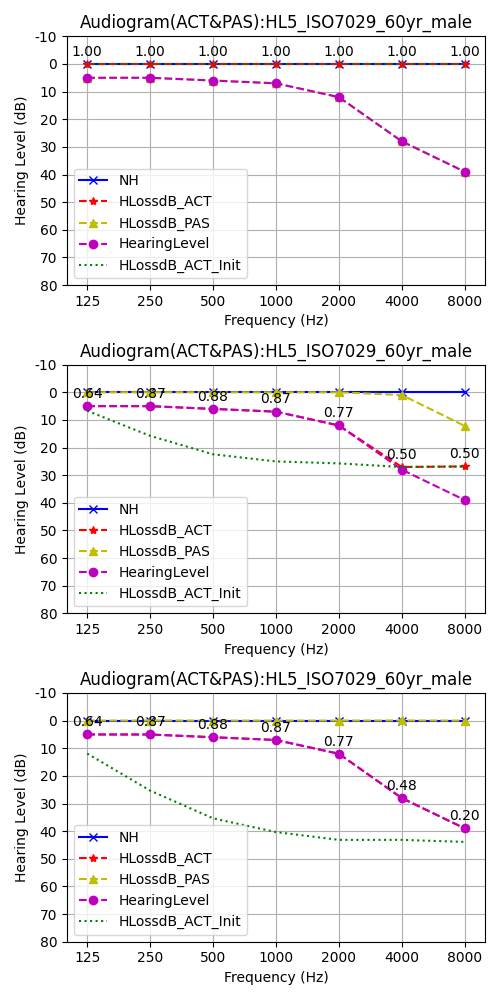 Audiogram(ACT&PAS):HL5_ISO7029_60yr_male
-10
1.00 1.00 1.00 1.00 1.00 1.00 1.00
0
10
20
30
40
50
60
70
80
Hearing Level (dB)
NH
HLossdB_ACT
HLossdB_PAS
HearingLevel
HLossdB_ACT_Init
125 250 500 1000 2000 4000 8000
Frequency (Hz)
Audiogram(ACT&PAS):HL5_ISO7029_60yr_male
-10
0
0.64 0.87 0.88 0.87 0.77 0.50 0.50
10
20
30
40
50
60
70
80
Hearing Level (dB)
NH
HLossdB_ACT
HLossdB_PAS
HearingLevel
HLossdB_ACT_Init
125 250 500 1000 2000 4000 8000
Frequency (Hz)
Audiogram(ACT&PAS):HL5_ISO7029_60yr_male
-10
0
0.64 0.87 0.88 0.87 0.77 0.48 0.20
10
20
30
40
50
60
70
80
Hearing Level (dB)
NH
HLossdB_ACT
HLossdB_PAS
HearingLevel
HLossdB_ACT_Init
125 250 500 1000 2000 4000 8000
Frequency (Hz)